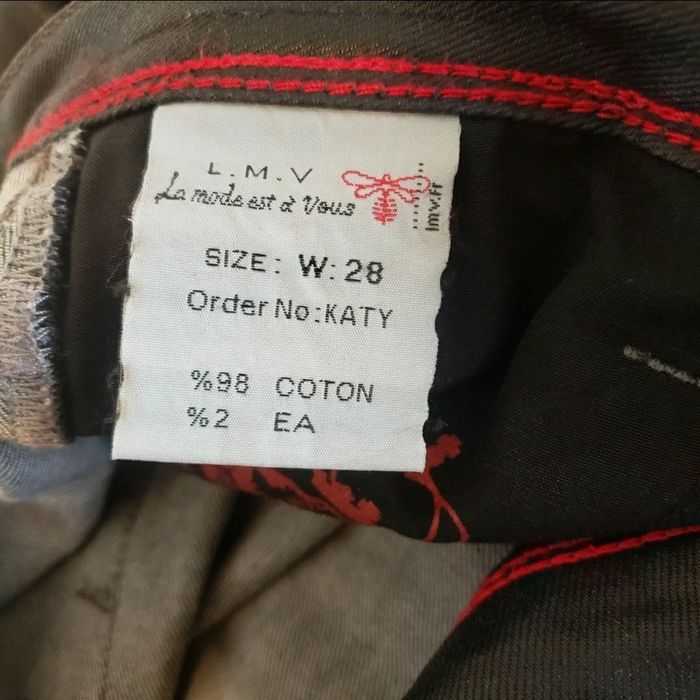 L.M.V
La mode est à Vous
lmv.fr
SIZE: W: 28
Order No:KATY
%98 COTON
%2 EA